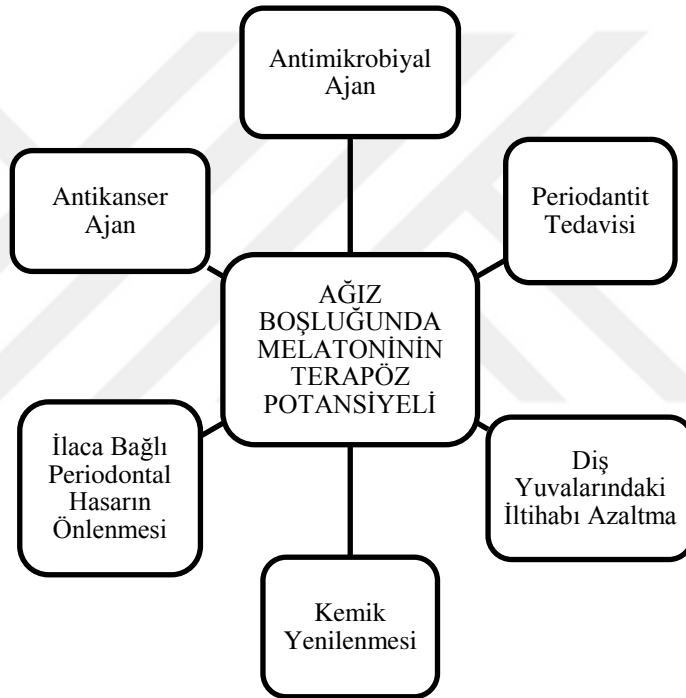 Antimikrobiyal
Ajan
Antikanser
Ajan
Periodantit
Tedavisi
AĞIZ
BOŞLUĞUNDA
MELATONİNİN
TERAPÖZ
POTANSİYELİ
İlaca Bağlı
Periodontal
Hasarın
Önlenmesi
Diş
Yuvalarındaki
İltihabı Azaltma
Kemik
Yenilenmesi